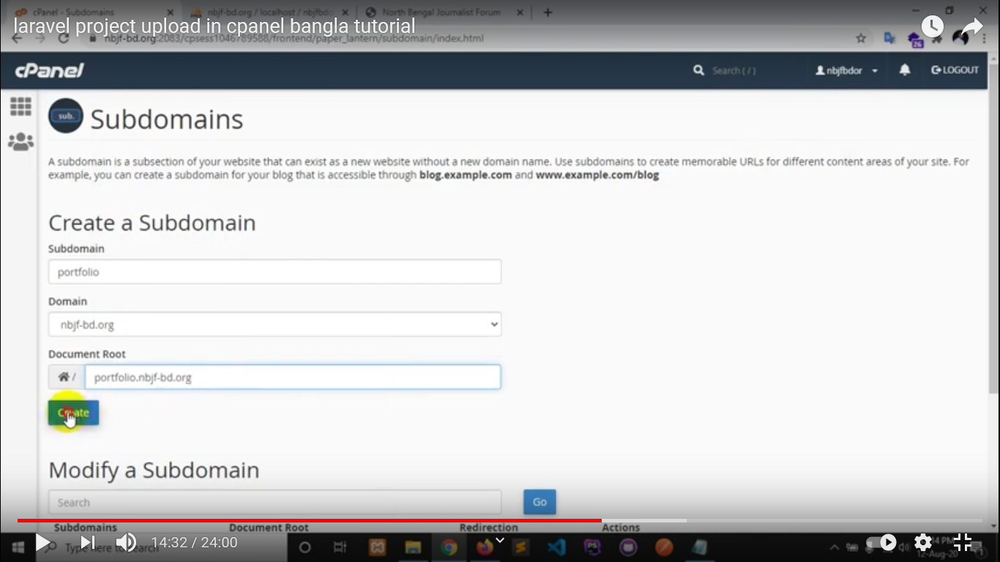 cPanel - Subdomains
nbjf-bd.org / localhost / nbjfbdc
North Bengal Journalist Forum
laravel project upload in cpanel bangla tutorial
nbjf-bd.org:2083/cpsess1046789588/frontend/paper_lantern/subdomain/index.html
26
cPanel
Search ( / )
nbjfbdor
LOGOUT
sub.
Subdomains
A subdomain is a subsection of your website that can exist as a new website without a new domain name. Use subdomains to create memorable URLs for different content areas of your site. For
example, you can create a subdomain for your blog that is accessible through blog.example.com and www.example.com/blog
Create a Subdomain
Subdomain
portfolio
Domain
nbjf-bd.org
Document Root
/
portfolio.nbjf-bd.org
Create
Modify a Subdomain
Search
Go
Subdomains Document Root Redirection Actions
Type here to search
14:32 / 24:00
PS
12-Aug-20